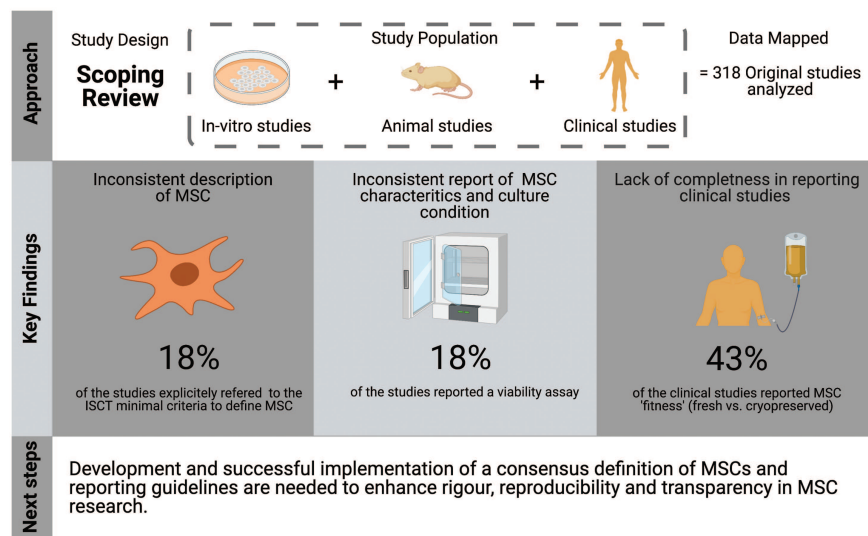 Approach
Study Design
Scoping
Review
Study Population
+
+
In-vitro studies
Animal studies
Clinical studies
Data Mapped
= 318 Original studies
analyzed
Key Findings
Inconsistent description
of MSC
18%
of the studies explicitely refered to the
ISCT minimal criteria to define MSC
Inconsistent report of MSC
characteritics and culture
condition
18%
of the studies reported a viability assay
Lack of completness in reporting
clinical studies
43%
of the clinical studies reported MSC
'fitness' (fresh vs. cryopreserved)
Next steps
Development and successful implementation of a consensus definition of MSCs and
reporting guidelines are needed to enhance rigour, reproducibility and transparency in MSC
research.